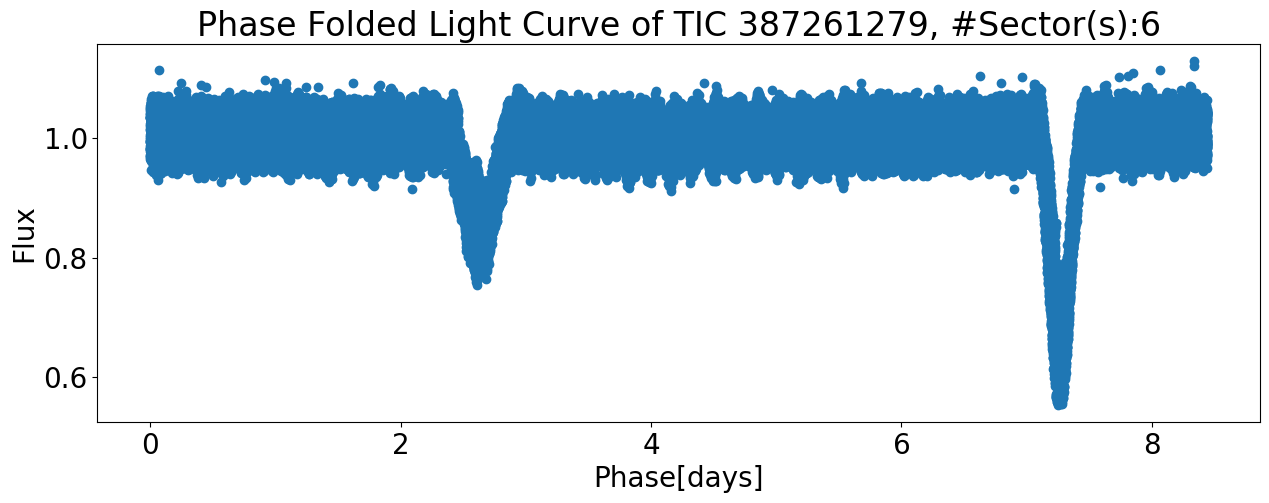 Phase Folded Light Curve of TIC 387261279, #Sector(s):6
Flux
1.0
0.8
0.6
0 2 4 6 8
Phase[days]